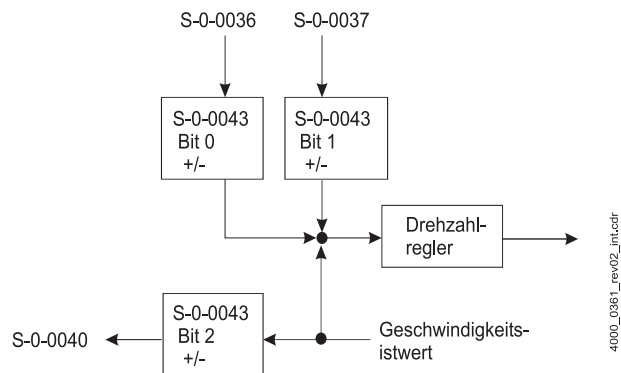 S-0-0036
S-0-0037
S-0-0043
Bit 0
+/-
S-0-0043
Bit 1
+/-
Drehzahl-
regler
S-0-0040
S-0-0043
Bit 2
+/-
Geschwindigkeits-
istwert
4000_0361_rev02_int.cdr